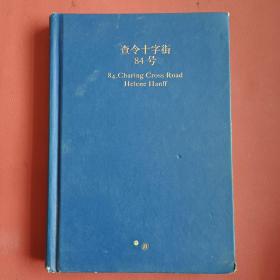 查令十字街
84号
84, Charing Cross Road
Helene Hanff